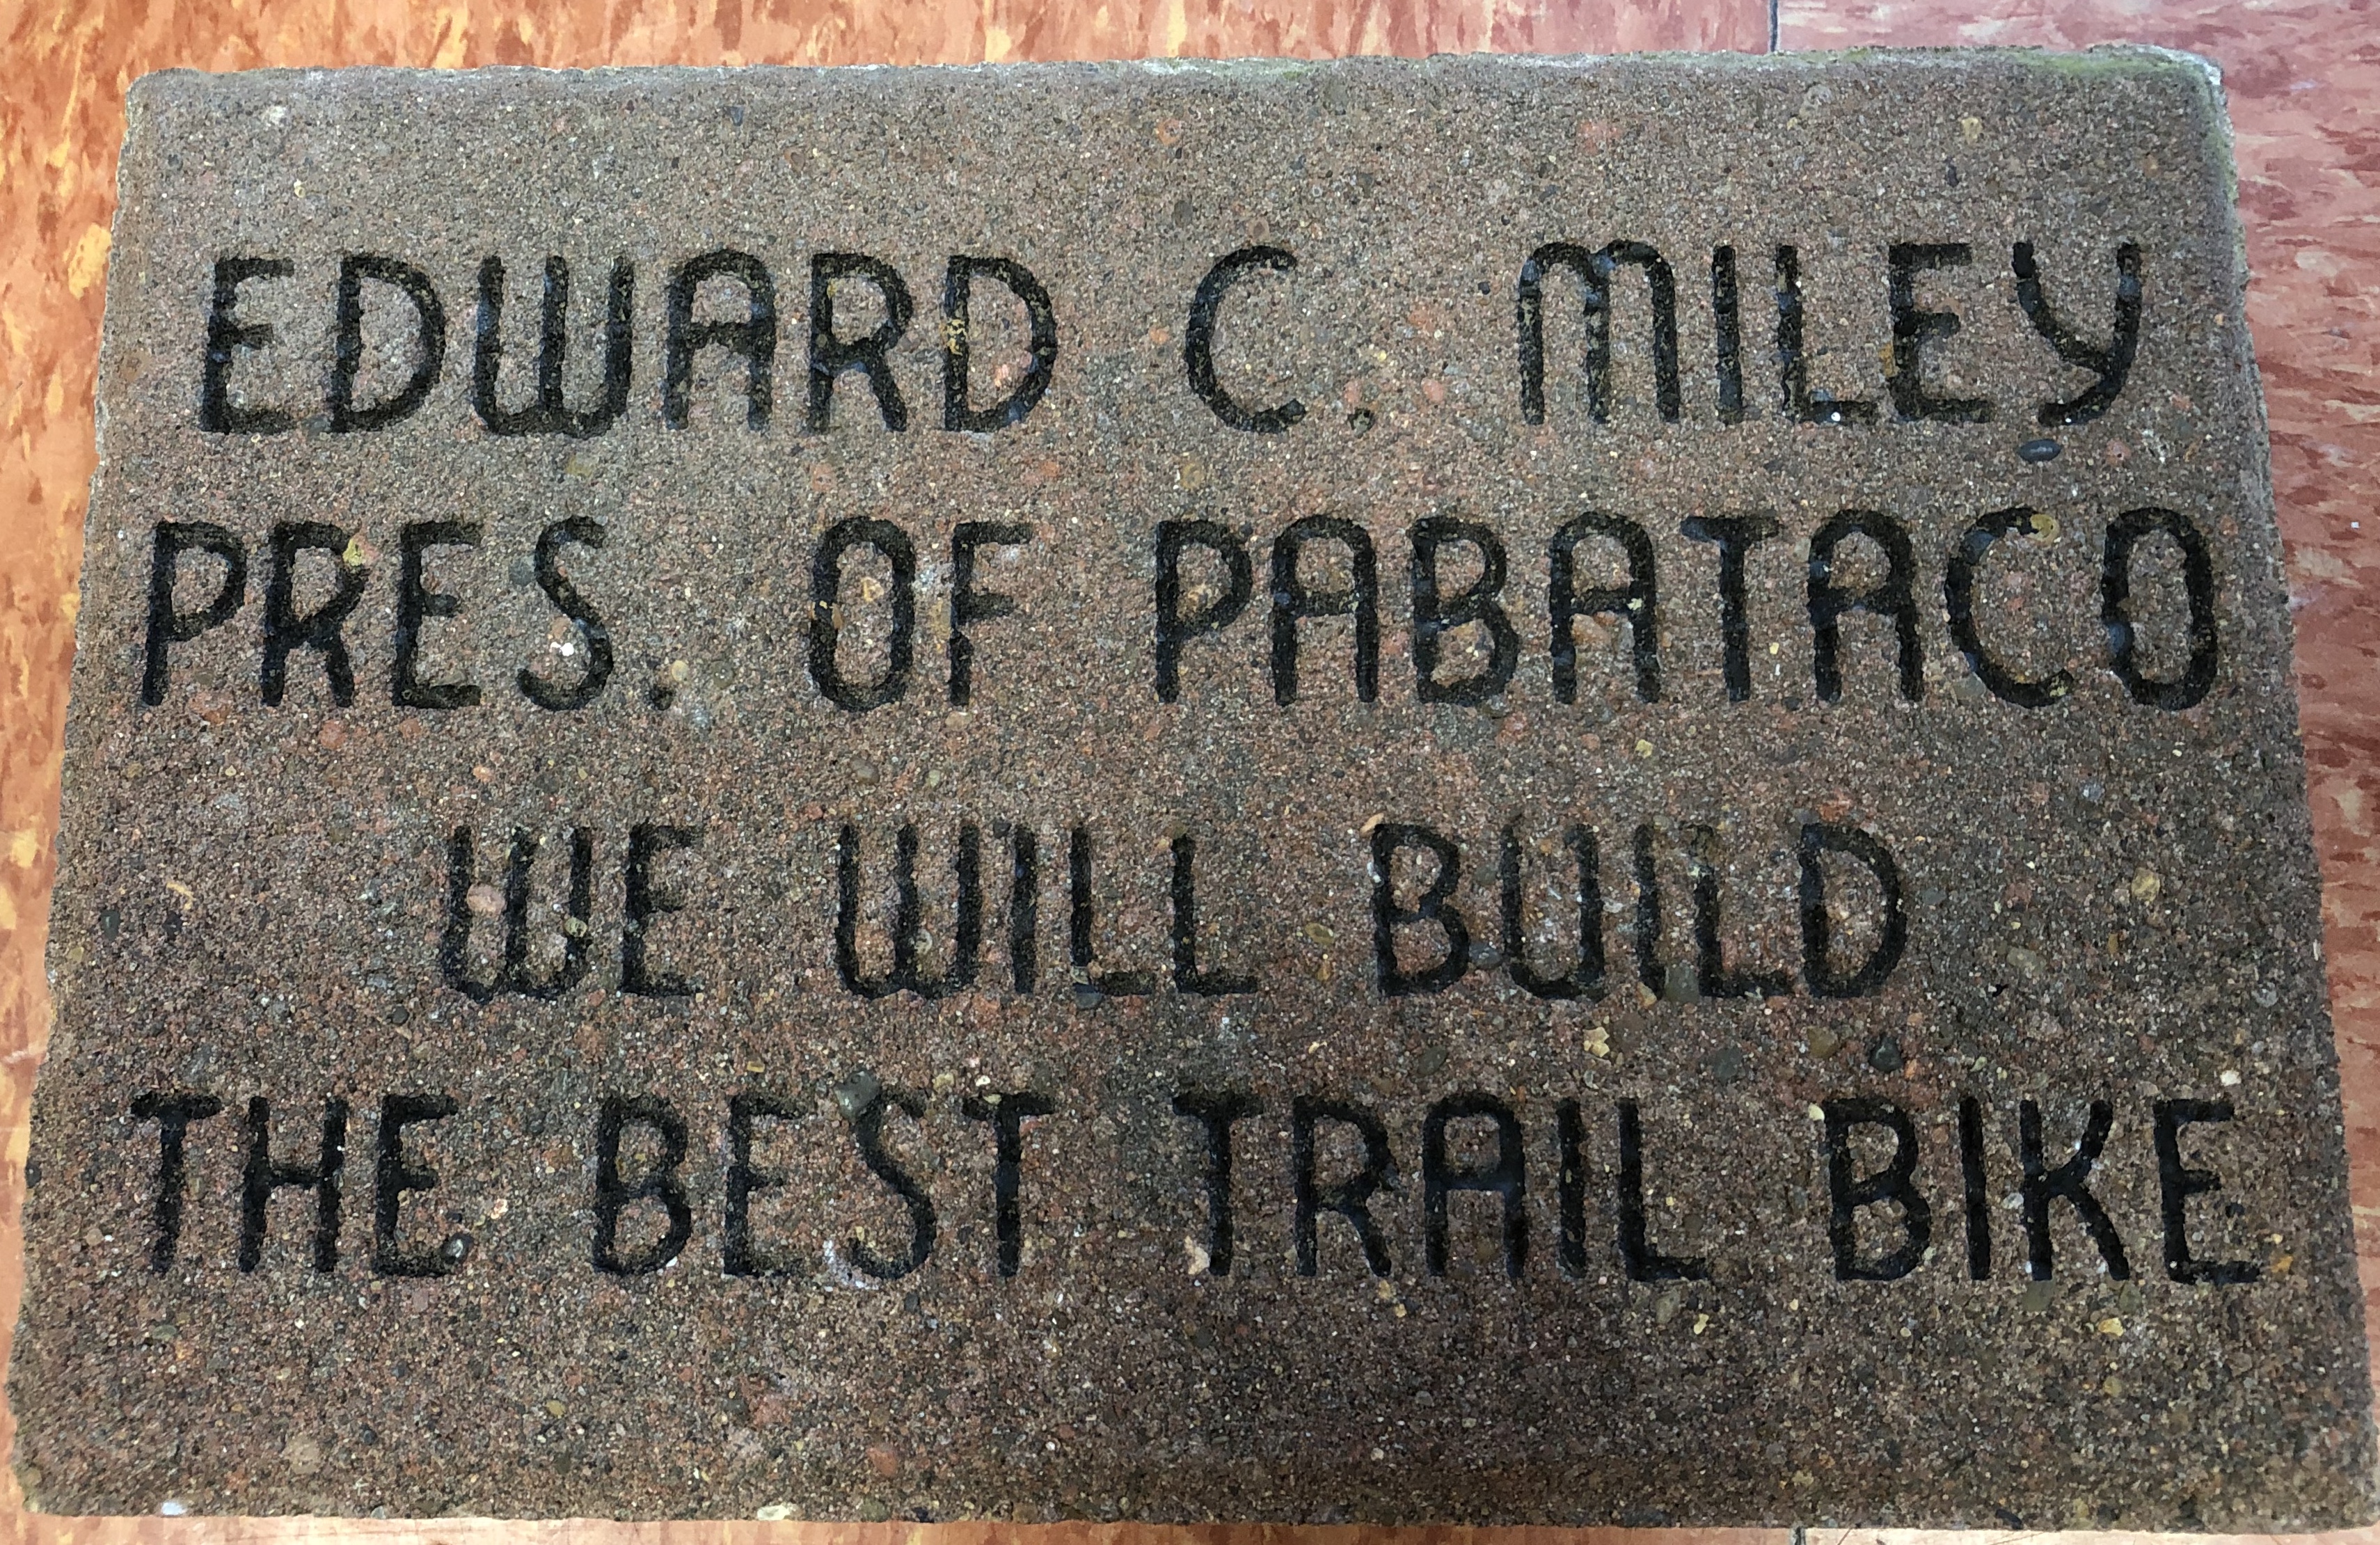 EDWARD C. MILEY
PRES. OF PABATACO
WE WILL BUILD
THE BEST TRAIL BIKE